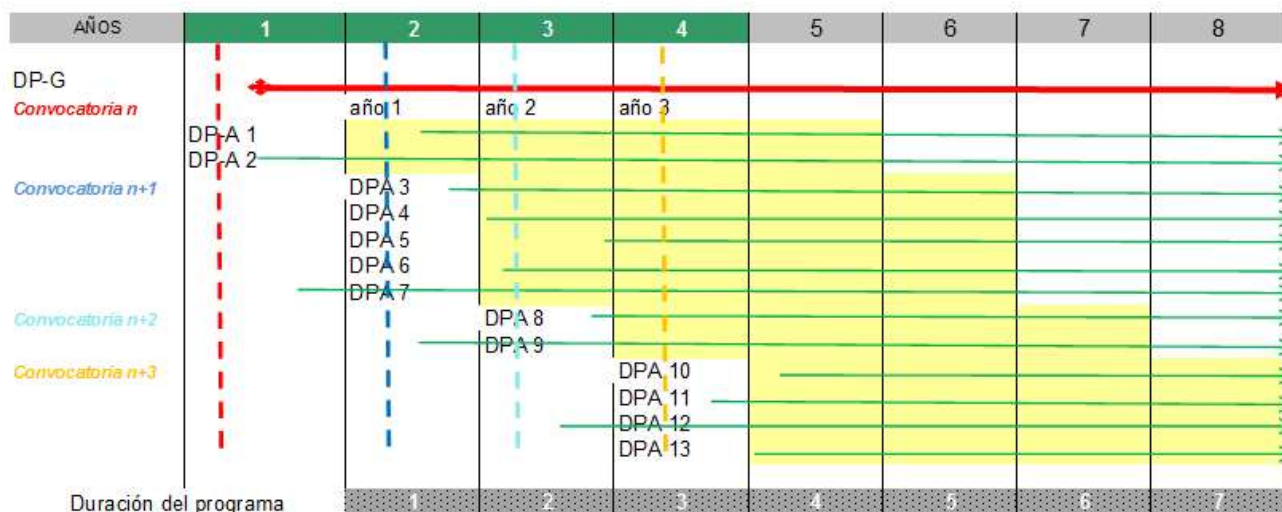 AÑOS 1 2 3 4 5 6 7 8
DP-G
Convocatoria n año 1 año 2 año 3
DP-A 1
DP-A 2
Convocatoria n+1 DPA 3
DPA 4
DPA 5
DPA 6
DPA 7
Convocatoria n+2 DPA 8
DPA 9
Convocatoria n+3 DPA 10
DPA 11
DPA 12
DPA 13
Duración del programa 1 2 3 4 5 6 7